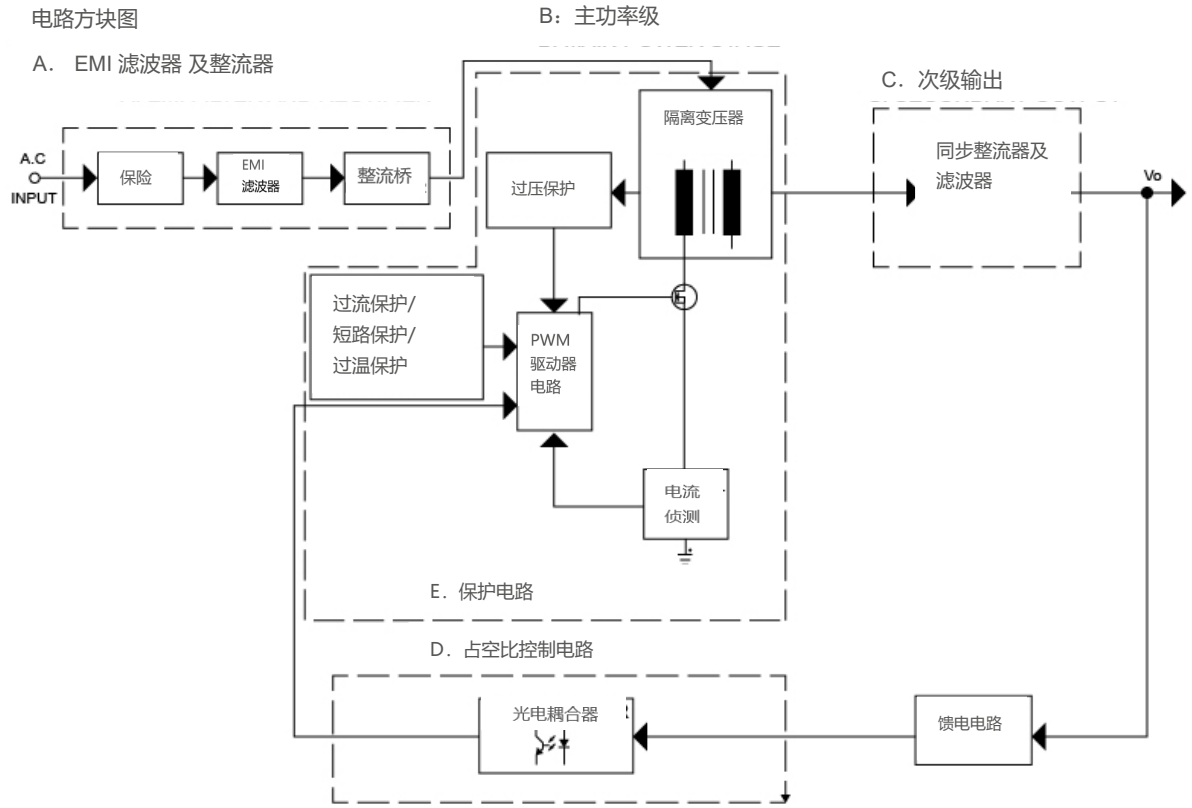 电路方块图
B：主功率级
A． EMI 滤波器 及整流器
C．次级输出
隔离变压器
A.C
INPUT
保险
EMI
滤波器
整流桥
过压保护
同步整流器及
滤波器
Vo
过流保护/
短路保护/
过温保护
PWM
驱动器
电路
电流
侦测
E．保护电路
D．占空比控制电路
光电耦合器
馈电电路